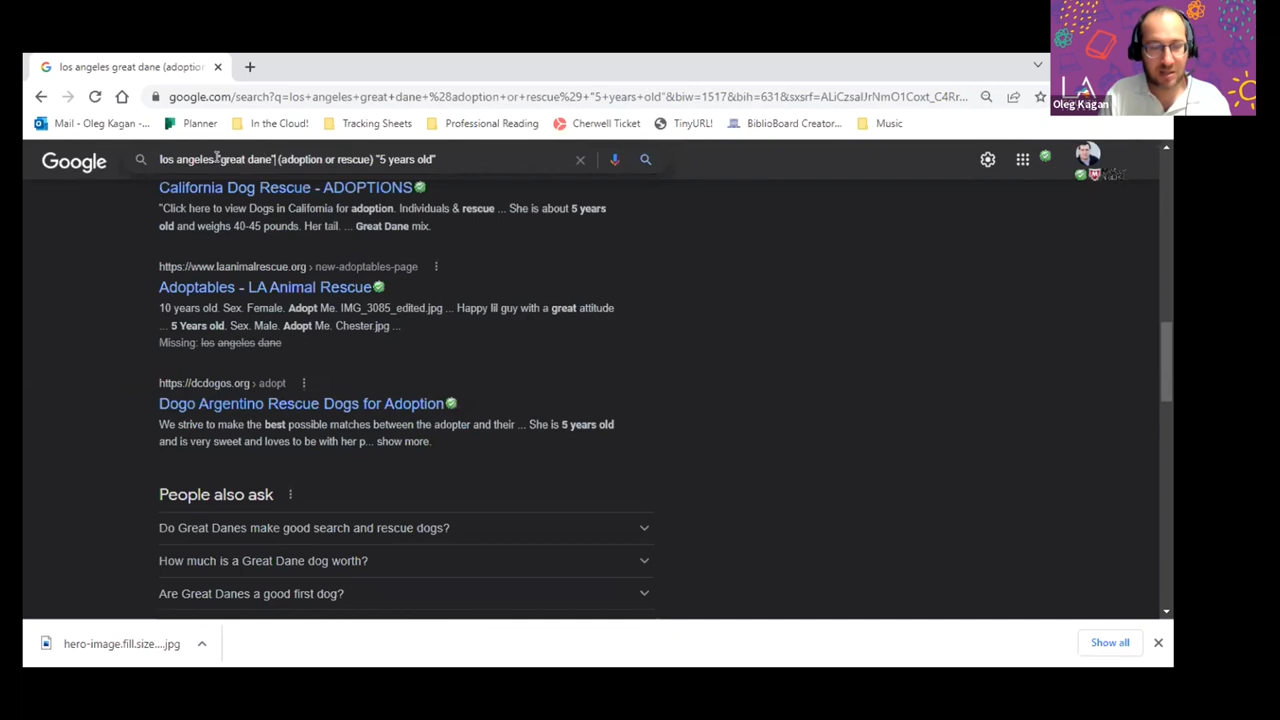 los angeles great dane (adoption
google.com/search?q=los+angeles+great+dane+%28adoption+or+rescue%29+"5+years+old"&biw=1517&bih=631&sxsrf=ALiCzsalJrNmO1Coxt_C4Rr...
Mail - Oleg Kagan -...
Planner
In the Cloud!
Tracking Sheets
Professional Reading
Cherwell Ticket
TinyURL!
BiblioBoard Creator...
Music
LA
Oleg Kagan
Google
los angeles great dane" (adoption or rescue) "5 years old"
California Dog Rescue - ADOPTIONS
"Click here to view Dogs in California for adoption. Individuals & rescue ... She is about 5 years
old and weighs 40-45 pounds. Her tail. ... Great Dane mix.
https://www.laanimalrescue.org › new-adoptables-page
Adoptables - LA Animal Rescue
10 years old. Sex. Female. Adopt Me. IMG_3085_edited.jpg ... Happy lil guy with a great attitude
... 5 Years old. Sex. Male. Adopt Me. Chester.jpg ...
Missing: los angeles dane
https://dcdogos.org › adopt
Dogo Argentino Rescue Dogs for Adoption
We strive to make the best possible matches between the adopter and their ... She is 5 years old
and is very sweet and loves to be with her p... show more.
People also ask
Do Great Danes make good search and rescue dogs?
How much is a Great Dane dog worth?
Are Great Danes a good first dog?
hero-image.fill.size....jpg
Show all